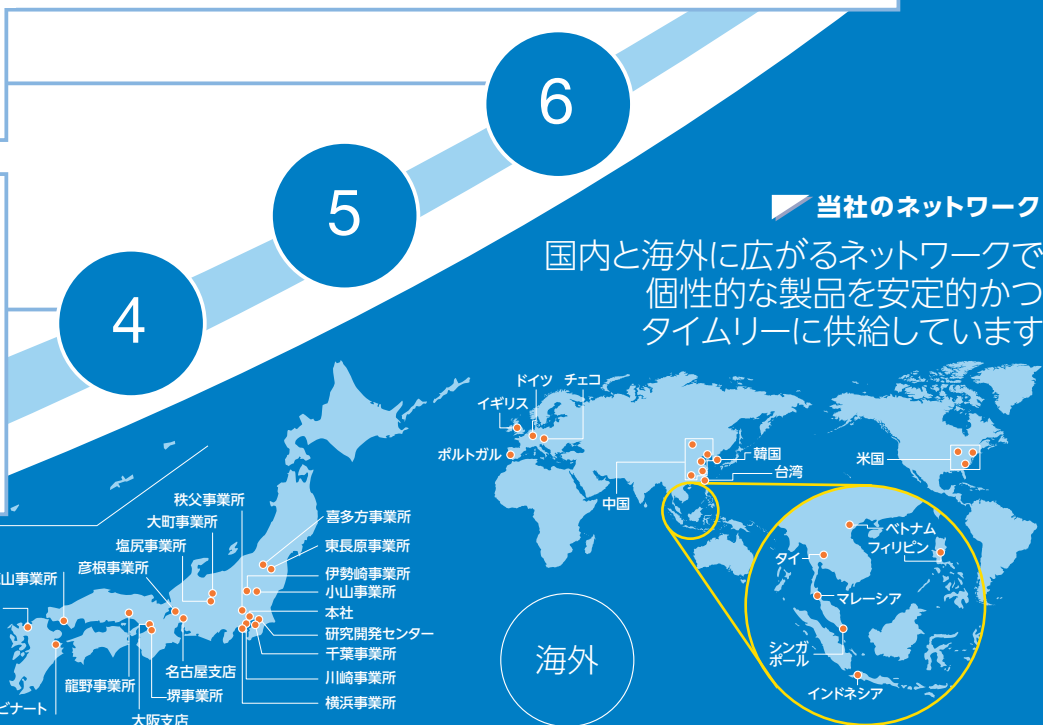 6
5
4
当社のネットワーク
国内と海外に広がるネットワークで
個性的な製品を安定的かつ
タイムリーに供給しています
ドイツ チェコ
イギリス
ポルトガル
韓国
台湾
中国
米国
ベトナム
フィリピン
タイ
マレーシア
シンガ
ポール
インドネシア
海外
秩父事業所
大町事業所
塩尻事業所
彦根事業所
山事業所
喜多方事業所
東長原事業所
伊勢崎事業所
小山事業所
本社
研究開発センター
千葉事業所
川崎事業所
横浜事業所
名古屋支店
龍野事業所
堺事業所
ビナート
大阪支店